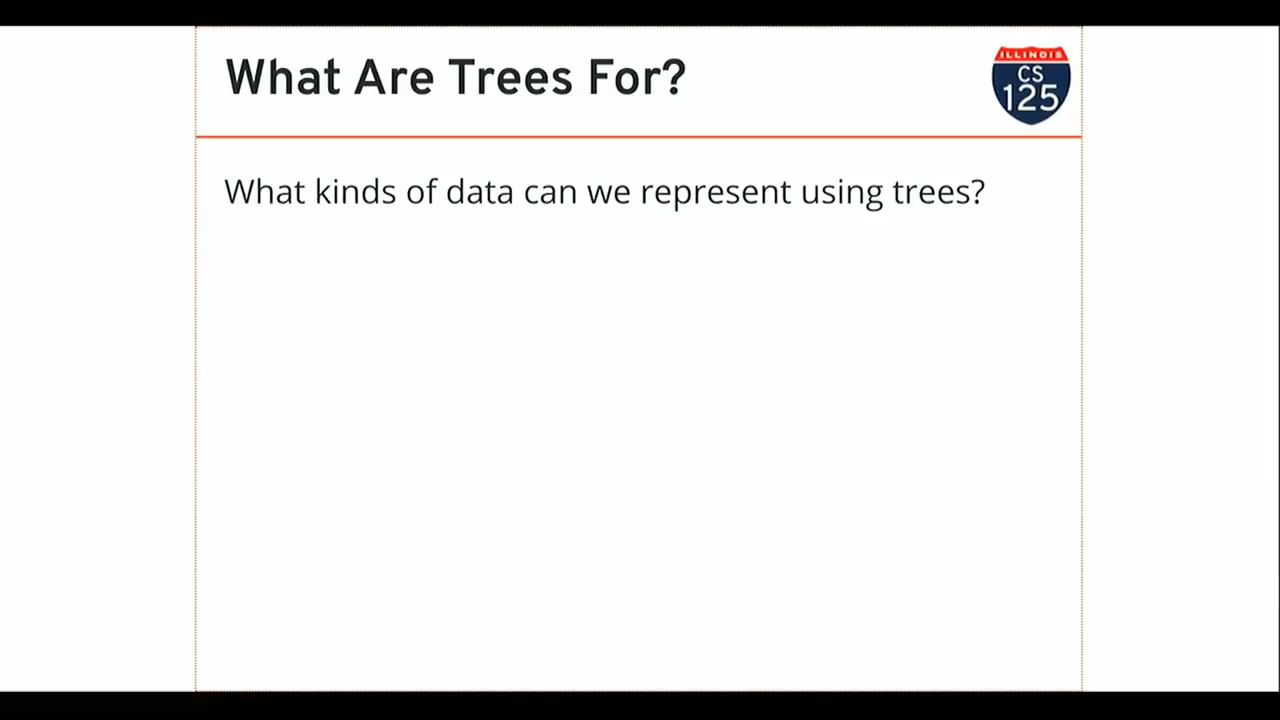 What Are Trees For?
ILLINOIS
CS
125
What kinds of data can we represent using trees?